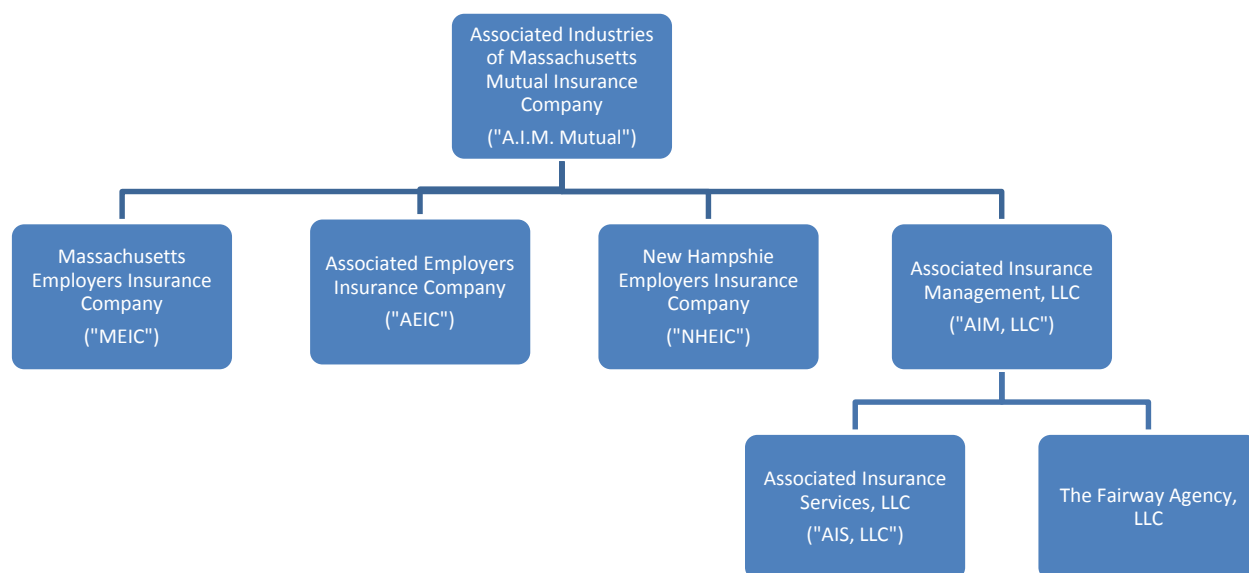 Associated Industries
of Massachusetts
Mutual Insurance
Company
("A.I.M. Mutual")
Massachusetts
Employers Insurance
Company
("MEIC")
Associated Employers
Insurance Company
("AEIC")
New Hampshie
Employers Insurance
Company
("NHEIC")
Associated Insurance
Management, LLC
("AIM, LLC")
Associated Insurance
Services, LLC
("AIS, LLC")
The Fairway Agency,
LLC